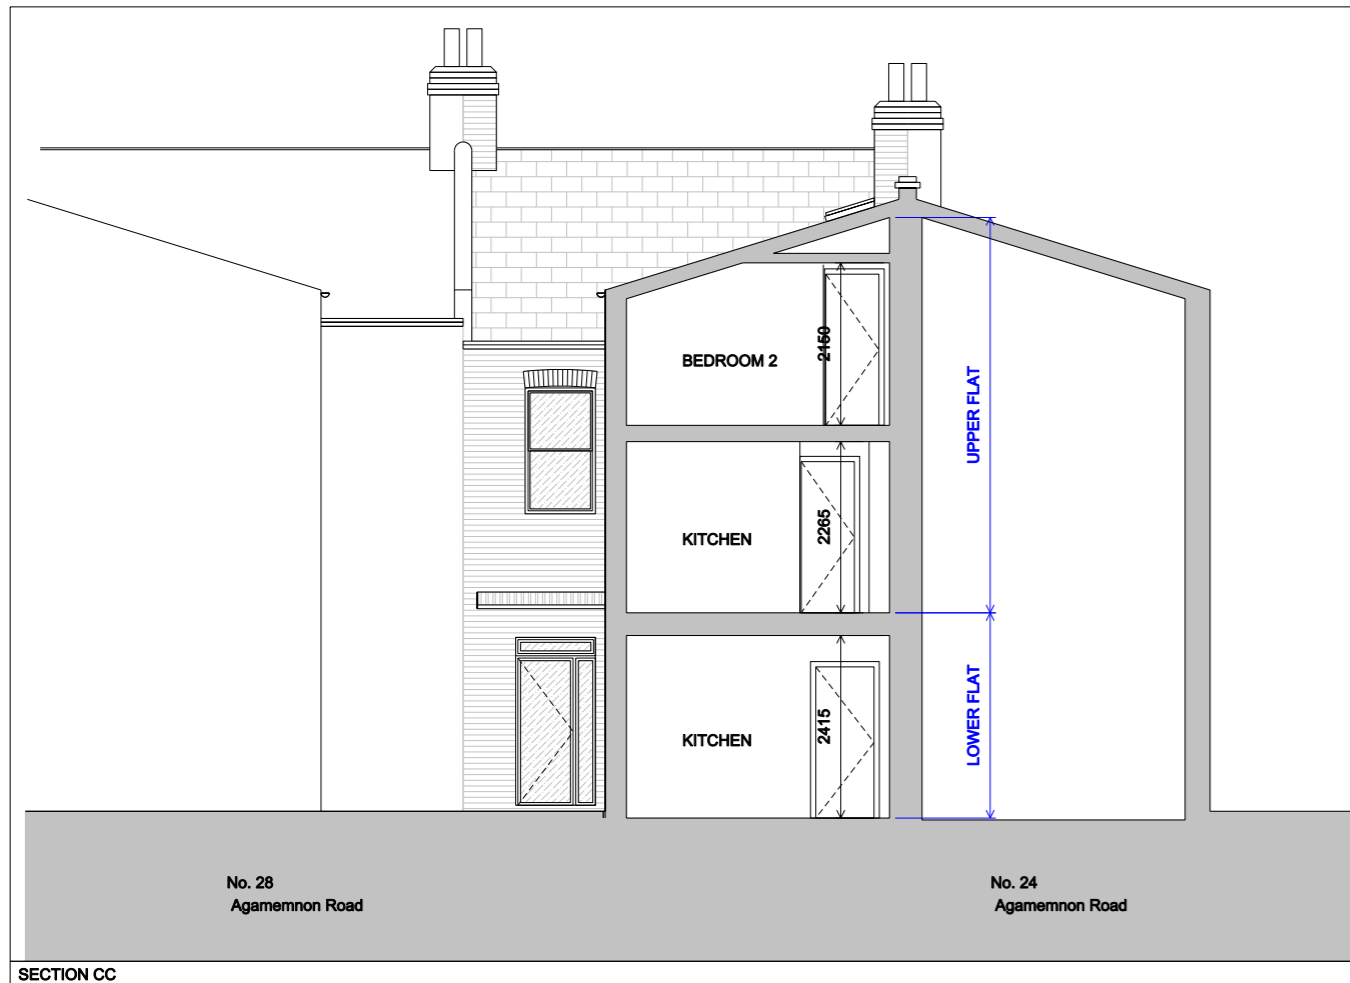 BEDROOM 2
2150
UPPER FLAT
KITCHEN
2265
KITCHEN
2415
LOWER FLAT
No. 28
Agamemnon Road
No. 24
Agamemnon Road
SECTION CC